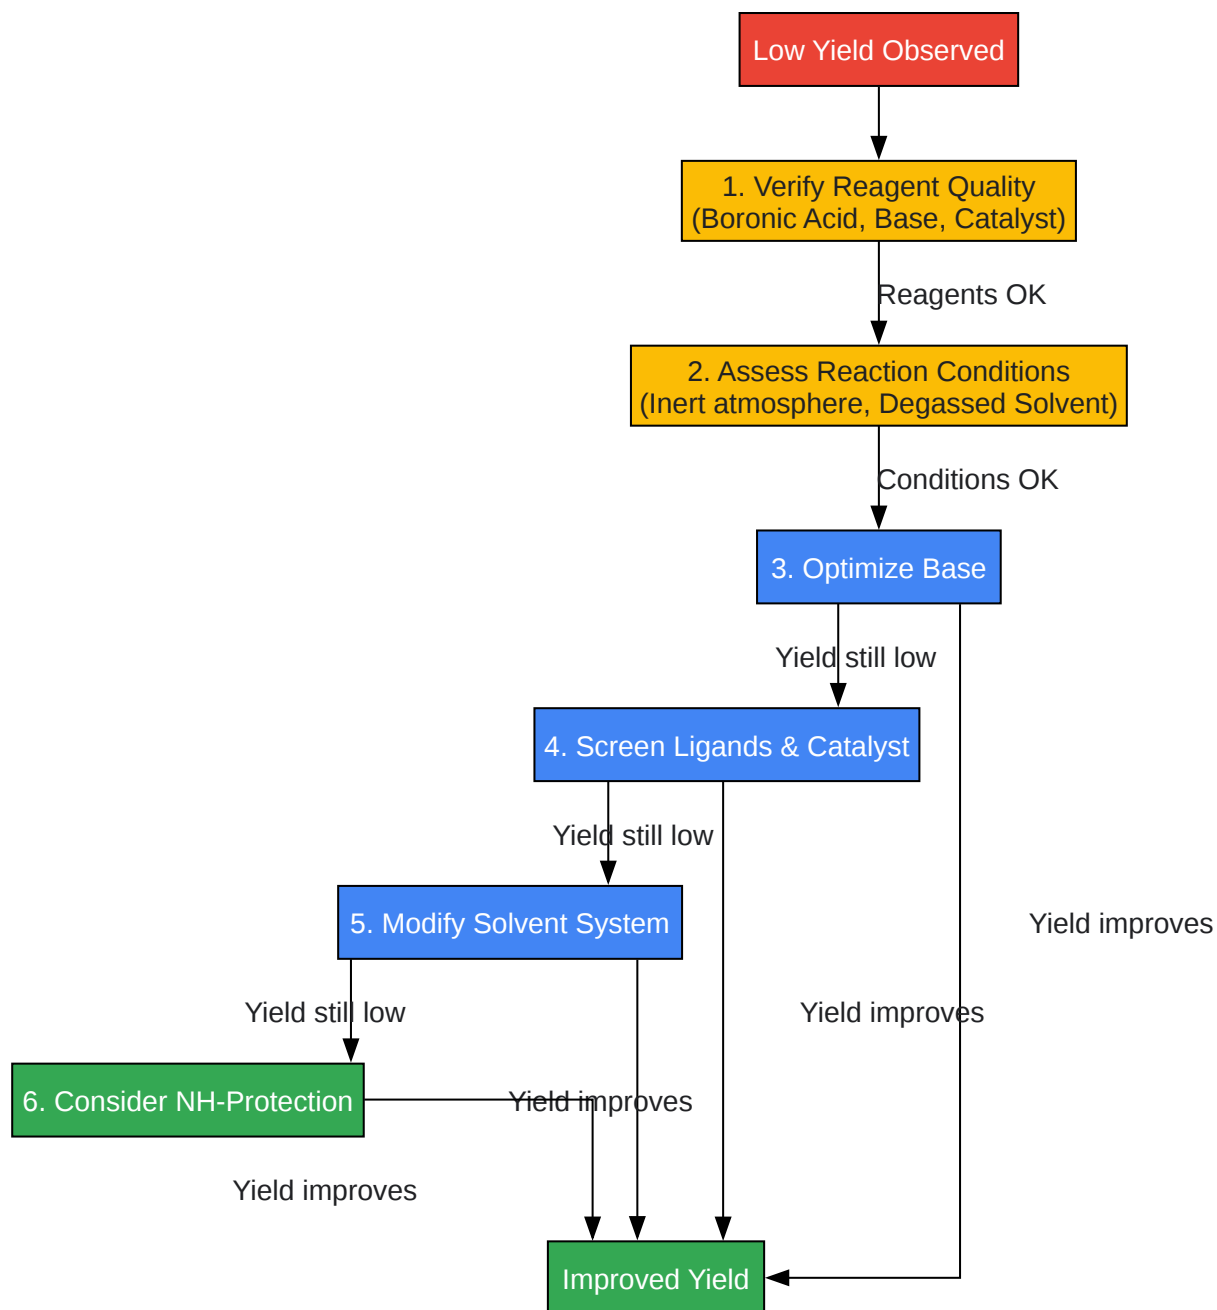 Low Yield Observed
1. Verify Reagent Quality
(Boronic Acid, Base, Catalyst)
Reagents OK
2. Assess Reaction Conditions
(Inert atmosphere, Degassed Solvent)
Conditions OK
3. Optimize Base
Yield still low
4. Screen Ligands & Catalyst
Yield still low
5. Modify Solvent System
Yield improves
Yield still low
Yield improves
6. Consider NH-Protection
Yield improves
Yield improves
Improved Yield